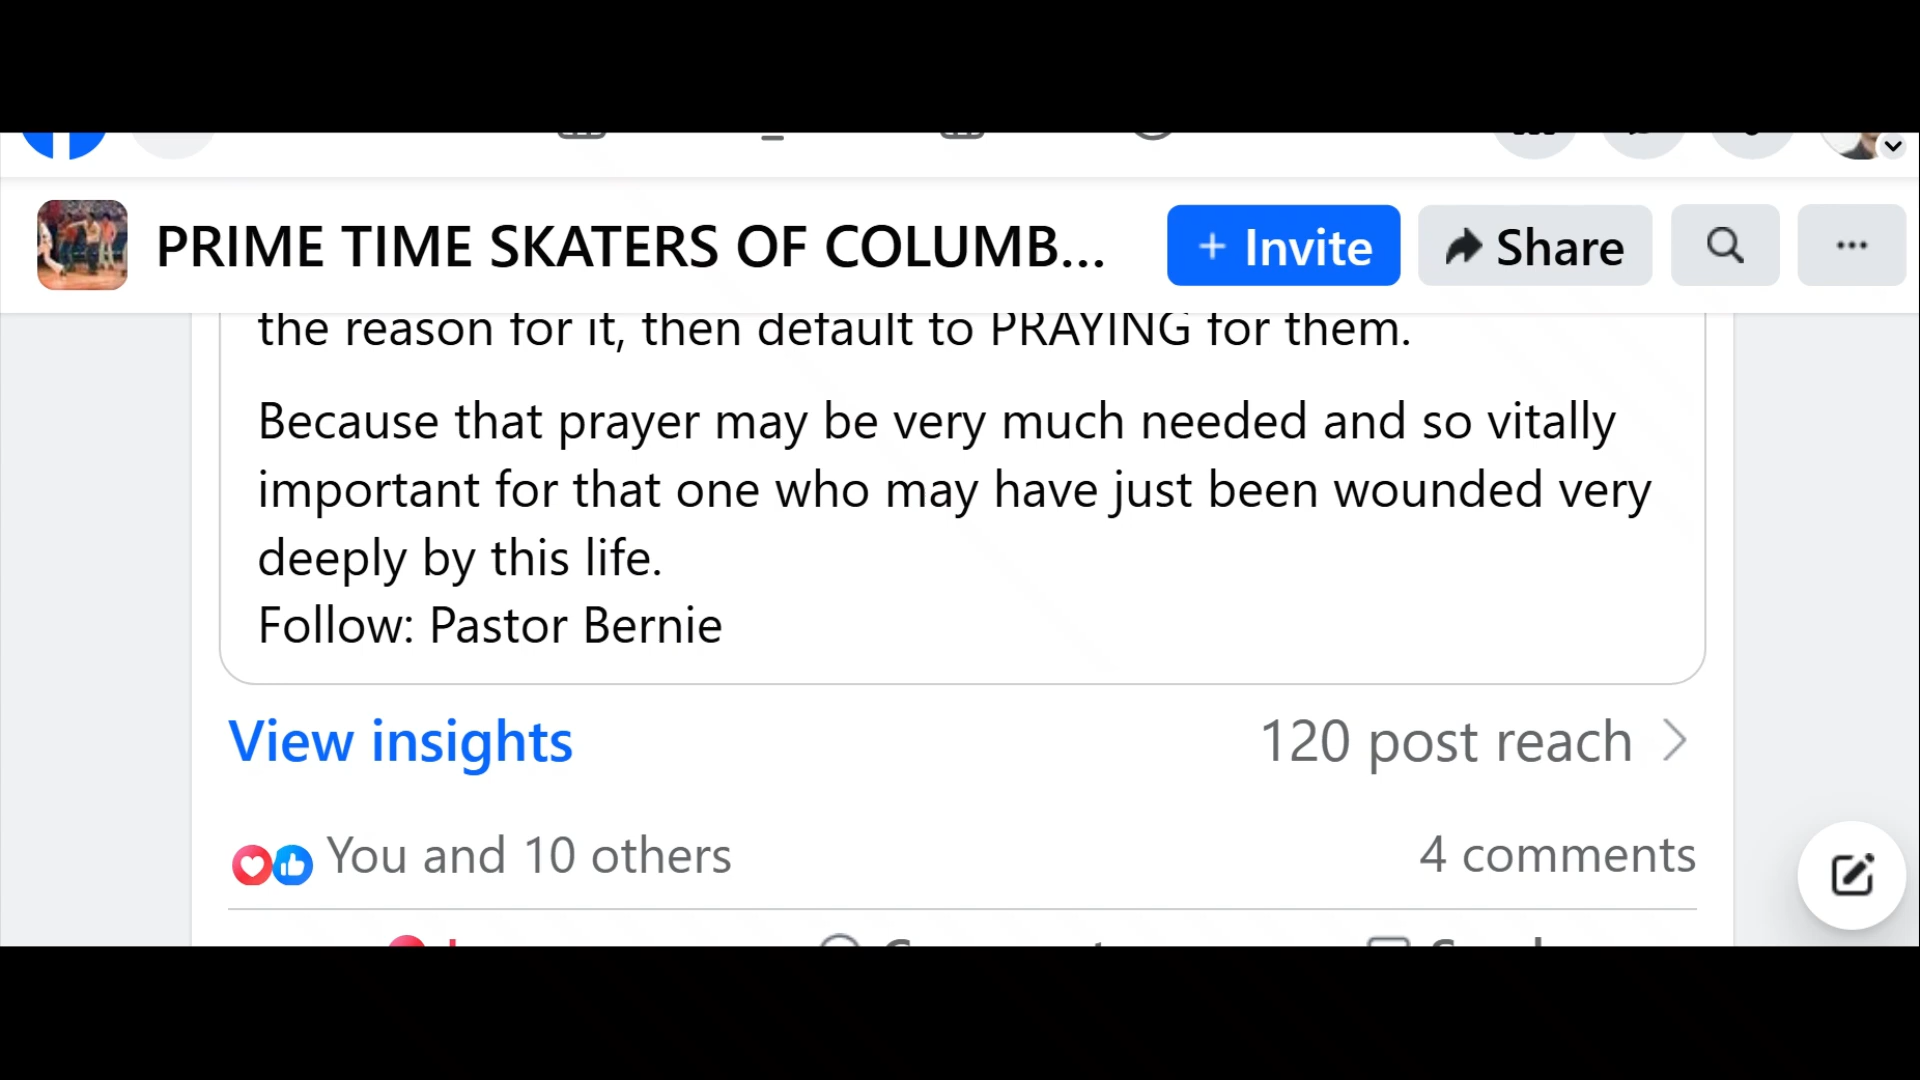 PRIME TIME SKATERS OF COLUMB...
+ Invite
Share
the reason for it, then default to PRAYING for them.
Because that prayer may be very much needed and so vitally
important for that one who may have just been wounded very
deeply by this life.
Follow: Pastor Bernie
View insights
120 post reach
You and 10 others
4 comments